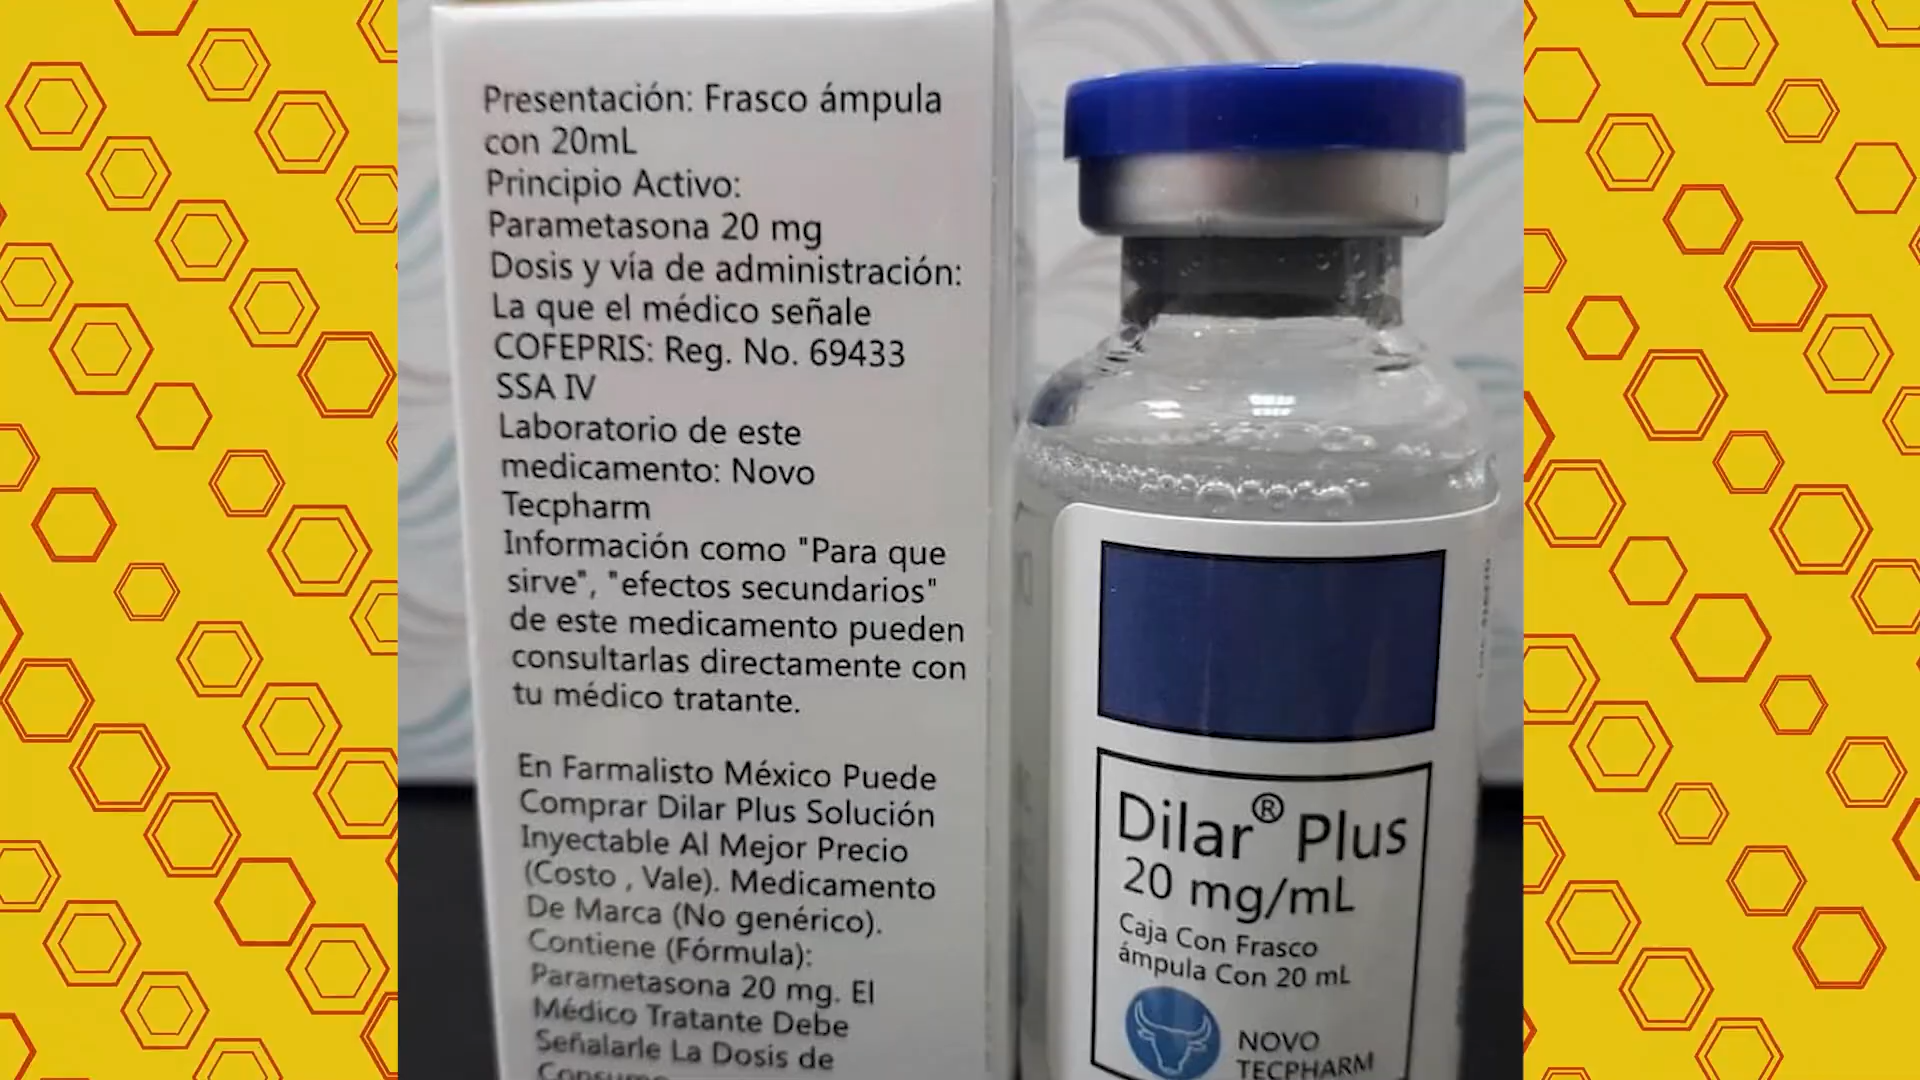 Presentación: Frasco ámpula
con 20mL
Principio Activo:
Parametasona 20 mg
Dosis y vía de administración:
La que el médico señale
COFEPRIS: Reg. No. 69433
SSA IV
Laboratorio de este
medicamento: Novo
Tecpharm
Información como "Para que
sirve", "efectos secundarios"
de este medicamento pueden
consultarlas directamente con
tu médico tratante.
En Farmalisto México Puede
Comprar Dilar Plus Solución
Inyectable Al Mejor Precio
(Costo , Vale). Medicamento
De Marca (No genérico).
Contiene (Fórmula):
Parametasona 20 mg. El
Médico Tratante Debe
Señalarle La Dosis de
Dilar® Plus
20 mg/mL
Caja Con Frasco
ámpula Con 20 mL
NOVO
TECPHARM